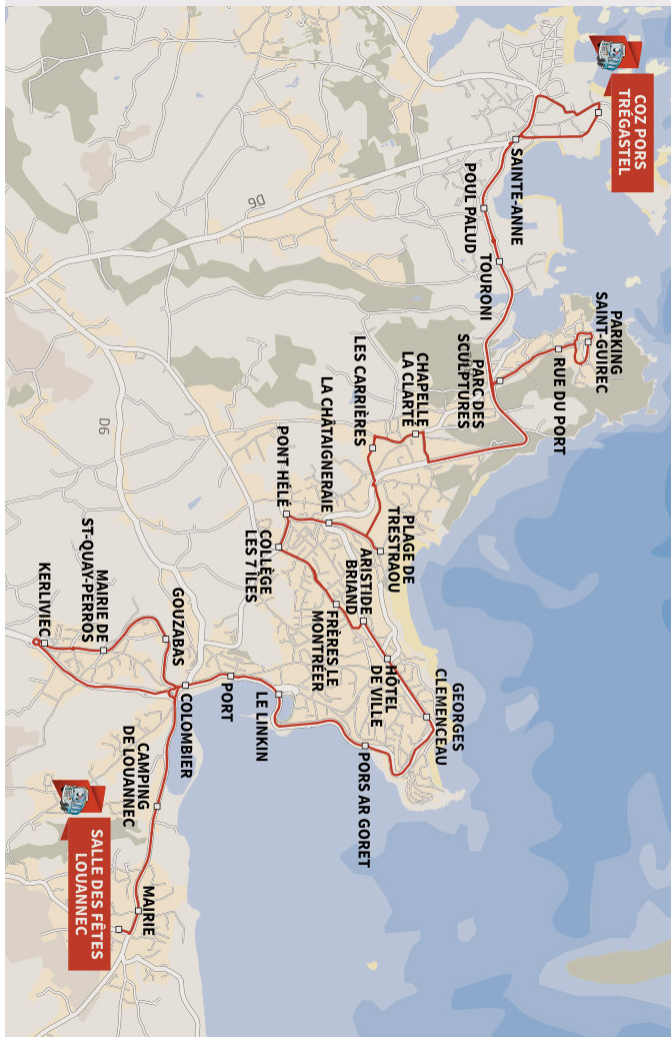 COZ PORS
TRÉGASTEL
SAINTE-ANNE
POUL PALUD
TOURONI
D6
PARKING
SAINT-GUIREC
RUE DU PORT
PARC DES
SCULPTURES
CHAPELLE
LA CLARTÉ
LES CARRIÈRES
LA CHÂTAIGNERAIE
PONT HÉLÉ
PLAGE DE
TRESTRAOU
COLLÈGE
LES 7 ÎLES
ARISTIDE
BRIAND
FRÈRES LE
MONTRÉER
HÔTEL
DE VILLE
GEORGES
CLEMENCEAU
PORS AR GORET
LE LINKIN
PORT
COLOMBIER
GOUZABAS
MAIRIE DE
ST-QUAY-PERROS
KERLIVIEC
D6
CAMPING
DE LOUANNEC
MAIRIE
SALLE DES FÊTES
LOUANNEC